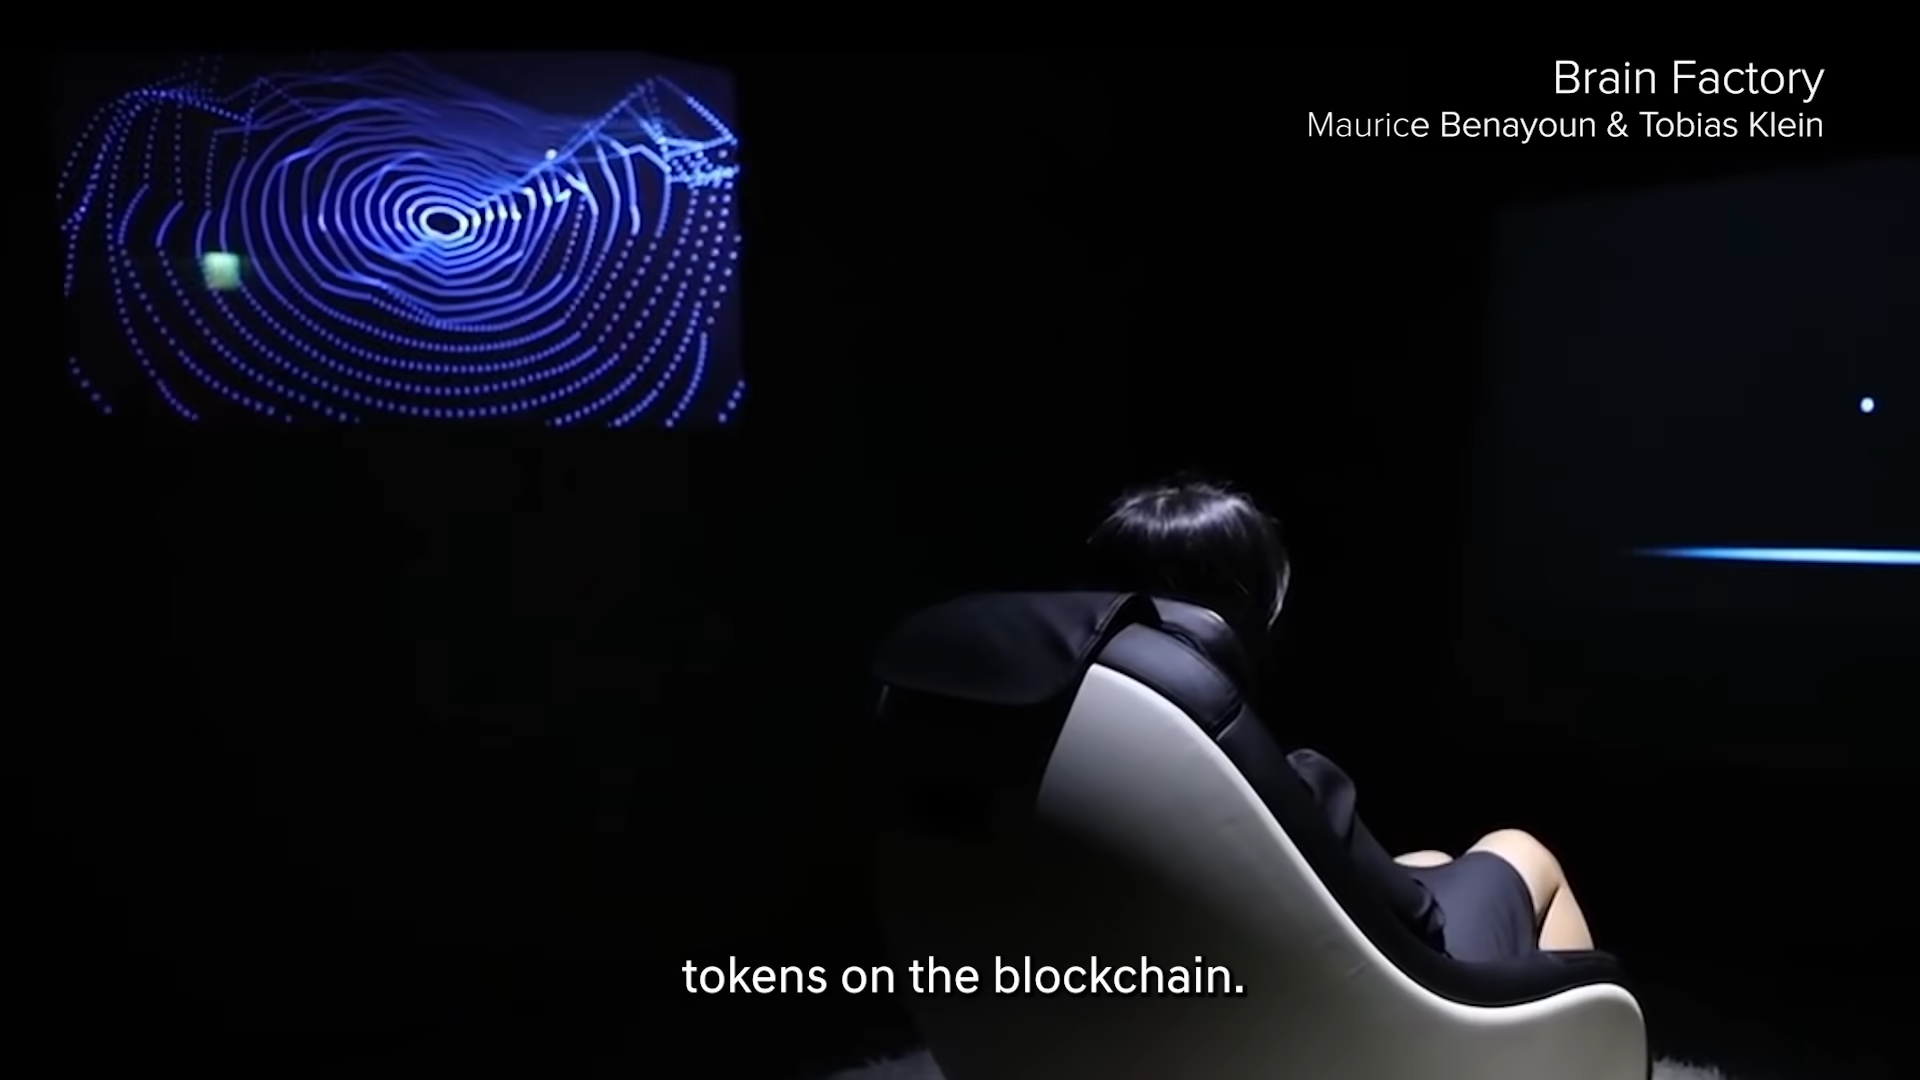 Brain Factory
Maurice Benayoun & Tobias Klein
tokens on the blockchain.